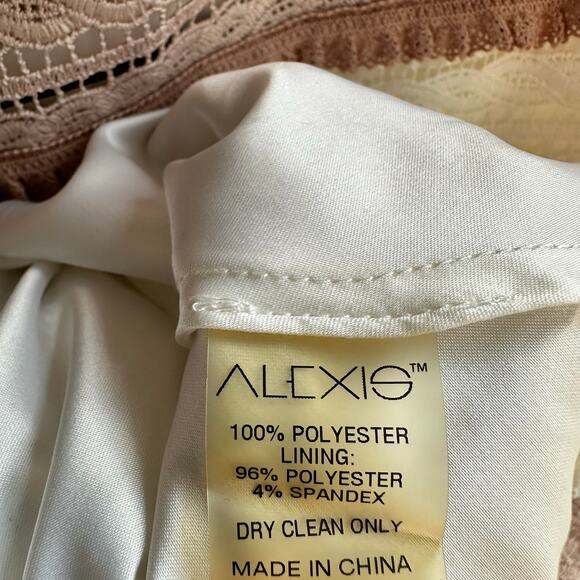 ALEXIS™
100% POLYESTER
LINING:
96% POLYESTER
4% SPANDEX
DRY CLEAN ONLY
MADE IN CHINA